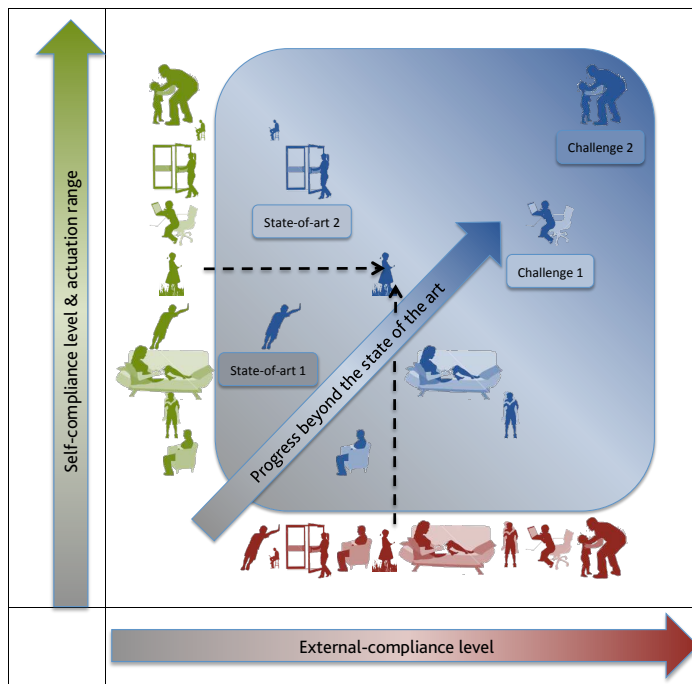 Self-compliance level & actuation range
Challenge 2
State-of-art 2
Challenge 1
State-of-art 1
Progress beyond the state of the art
External-compliance level